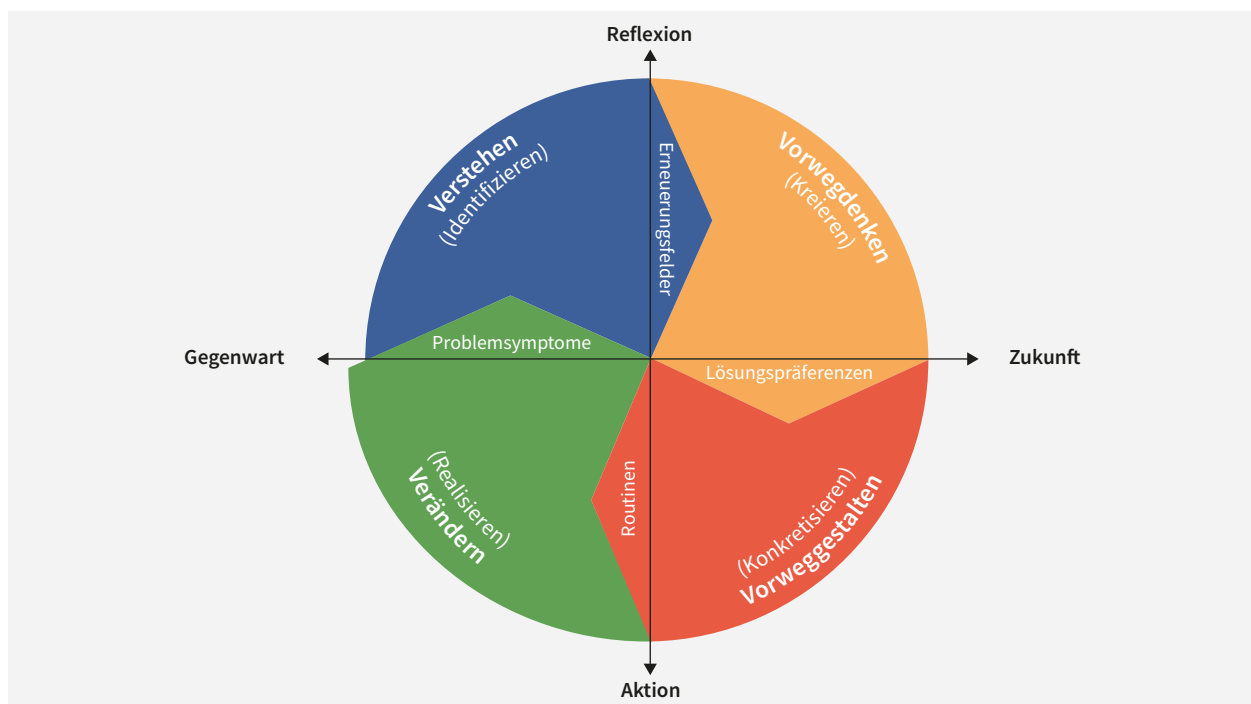 Reflexion
Verstehen
(Identifizieren)
Erneuerungsfelder
Vorwegdenken
(Kreieren)
Problemsymptome
Gegenwart
Zukunft
Lösungspräferenzen
(Realisieren)
Verändern
Routinen
(Konkretisieren)
Vorweggestalten
Aktion